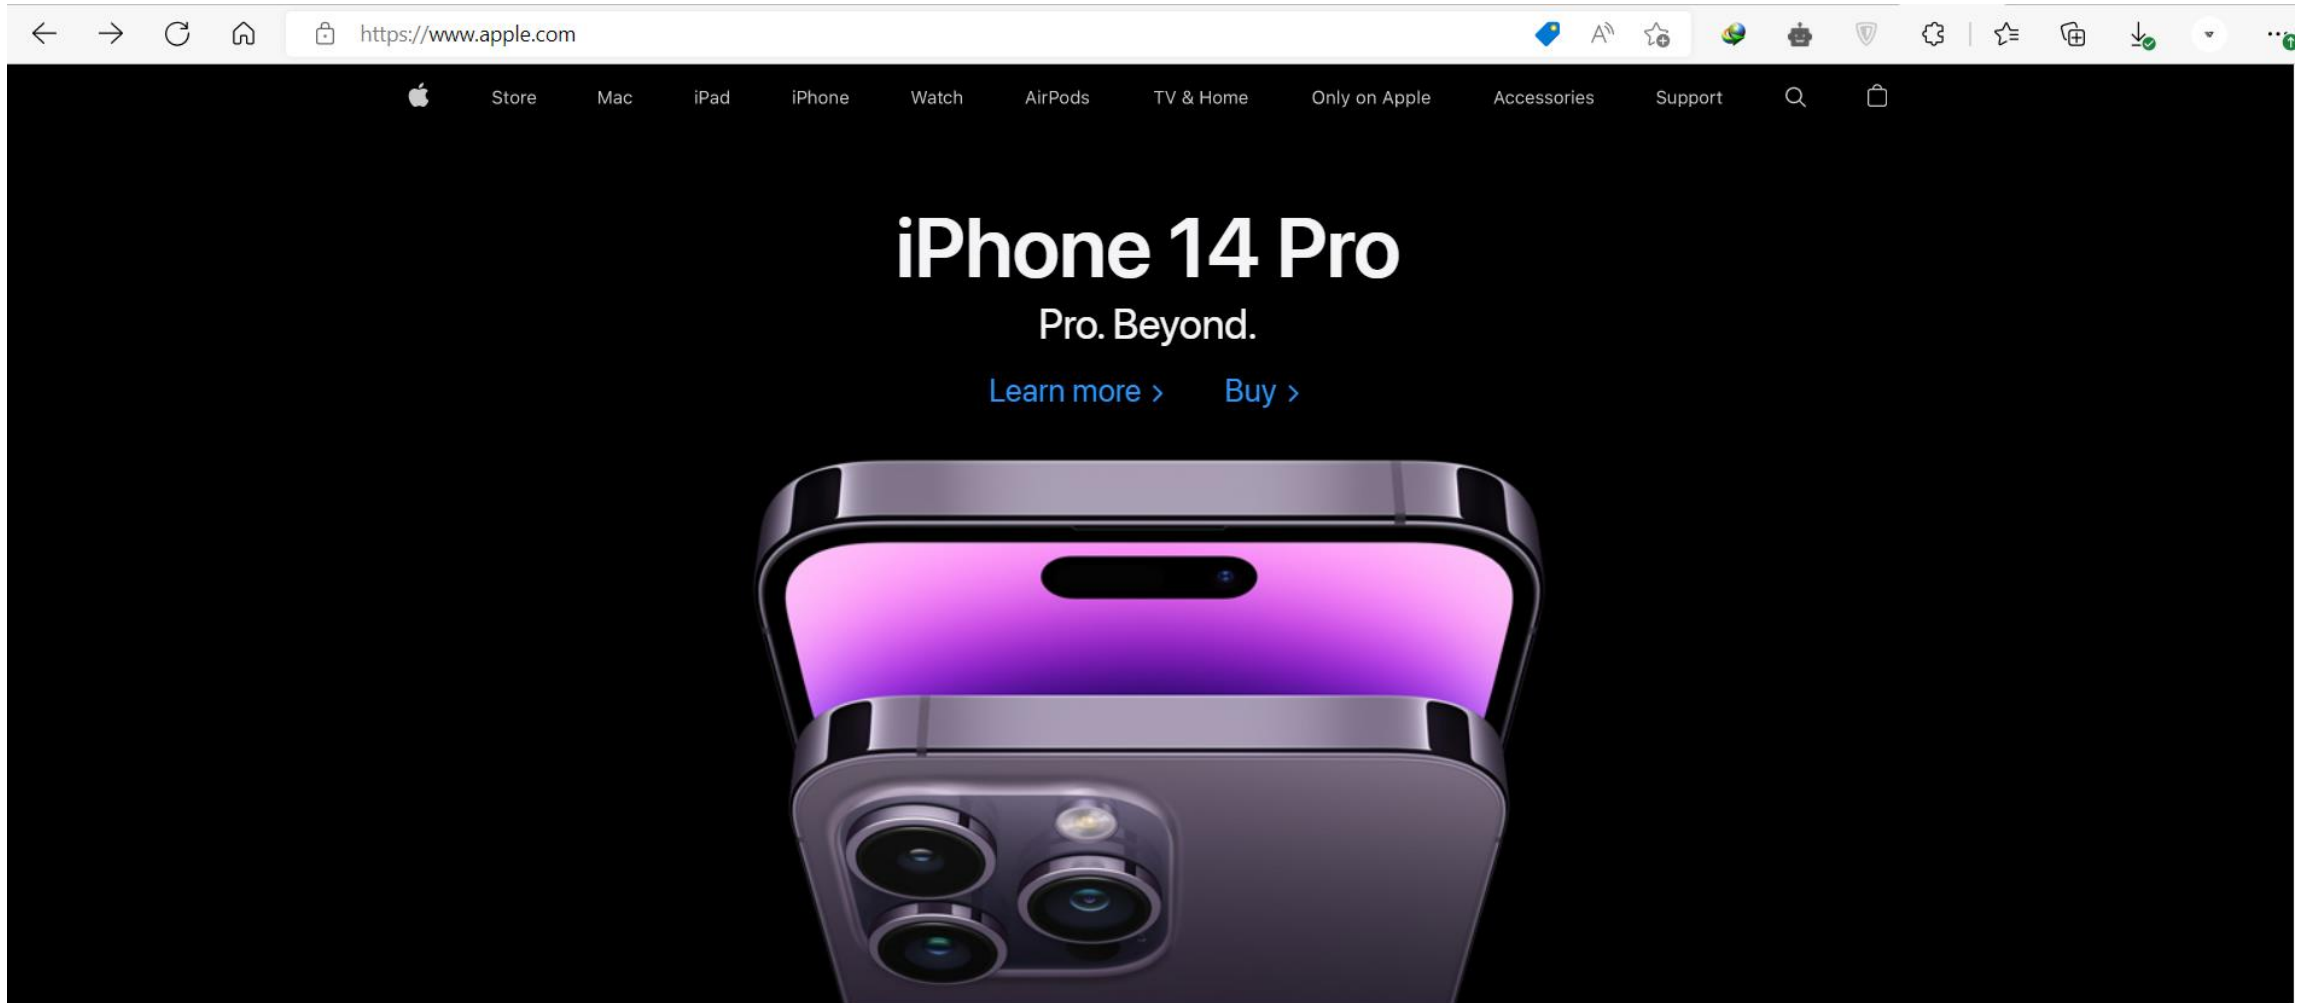 https://www.apple.com
Store Mac iPad iPhone Watch AirPods TV & Home Only on Apple Accessories Support
iPhone 14 Pro
Pro. Beyond.
Learn more > Buy >